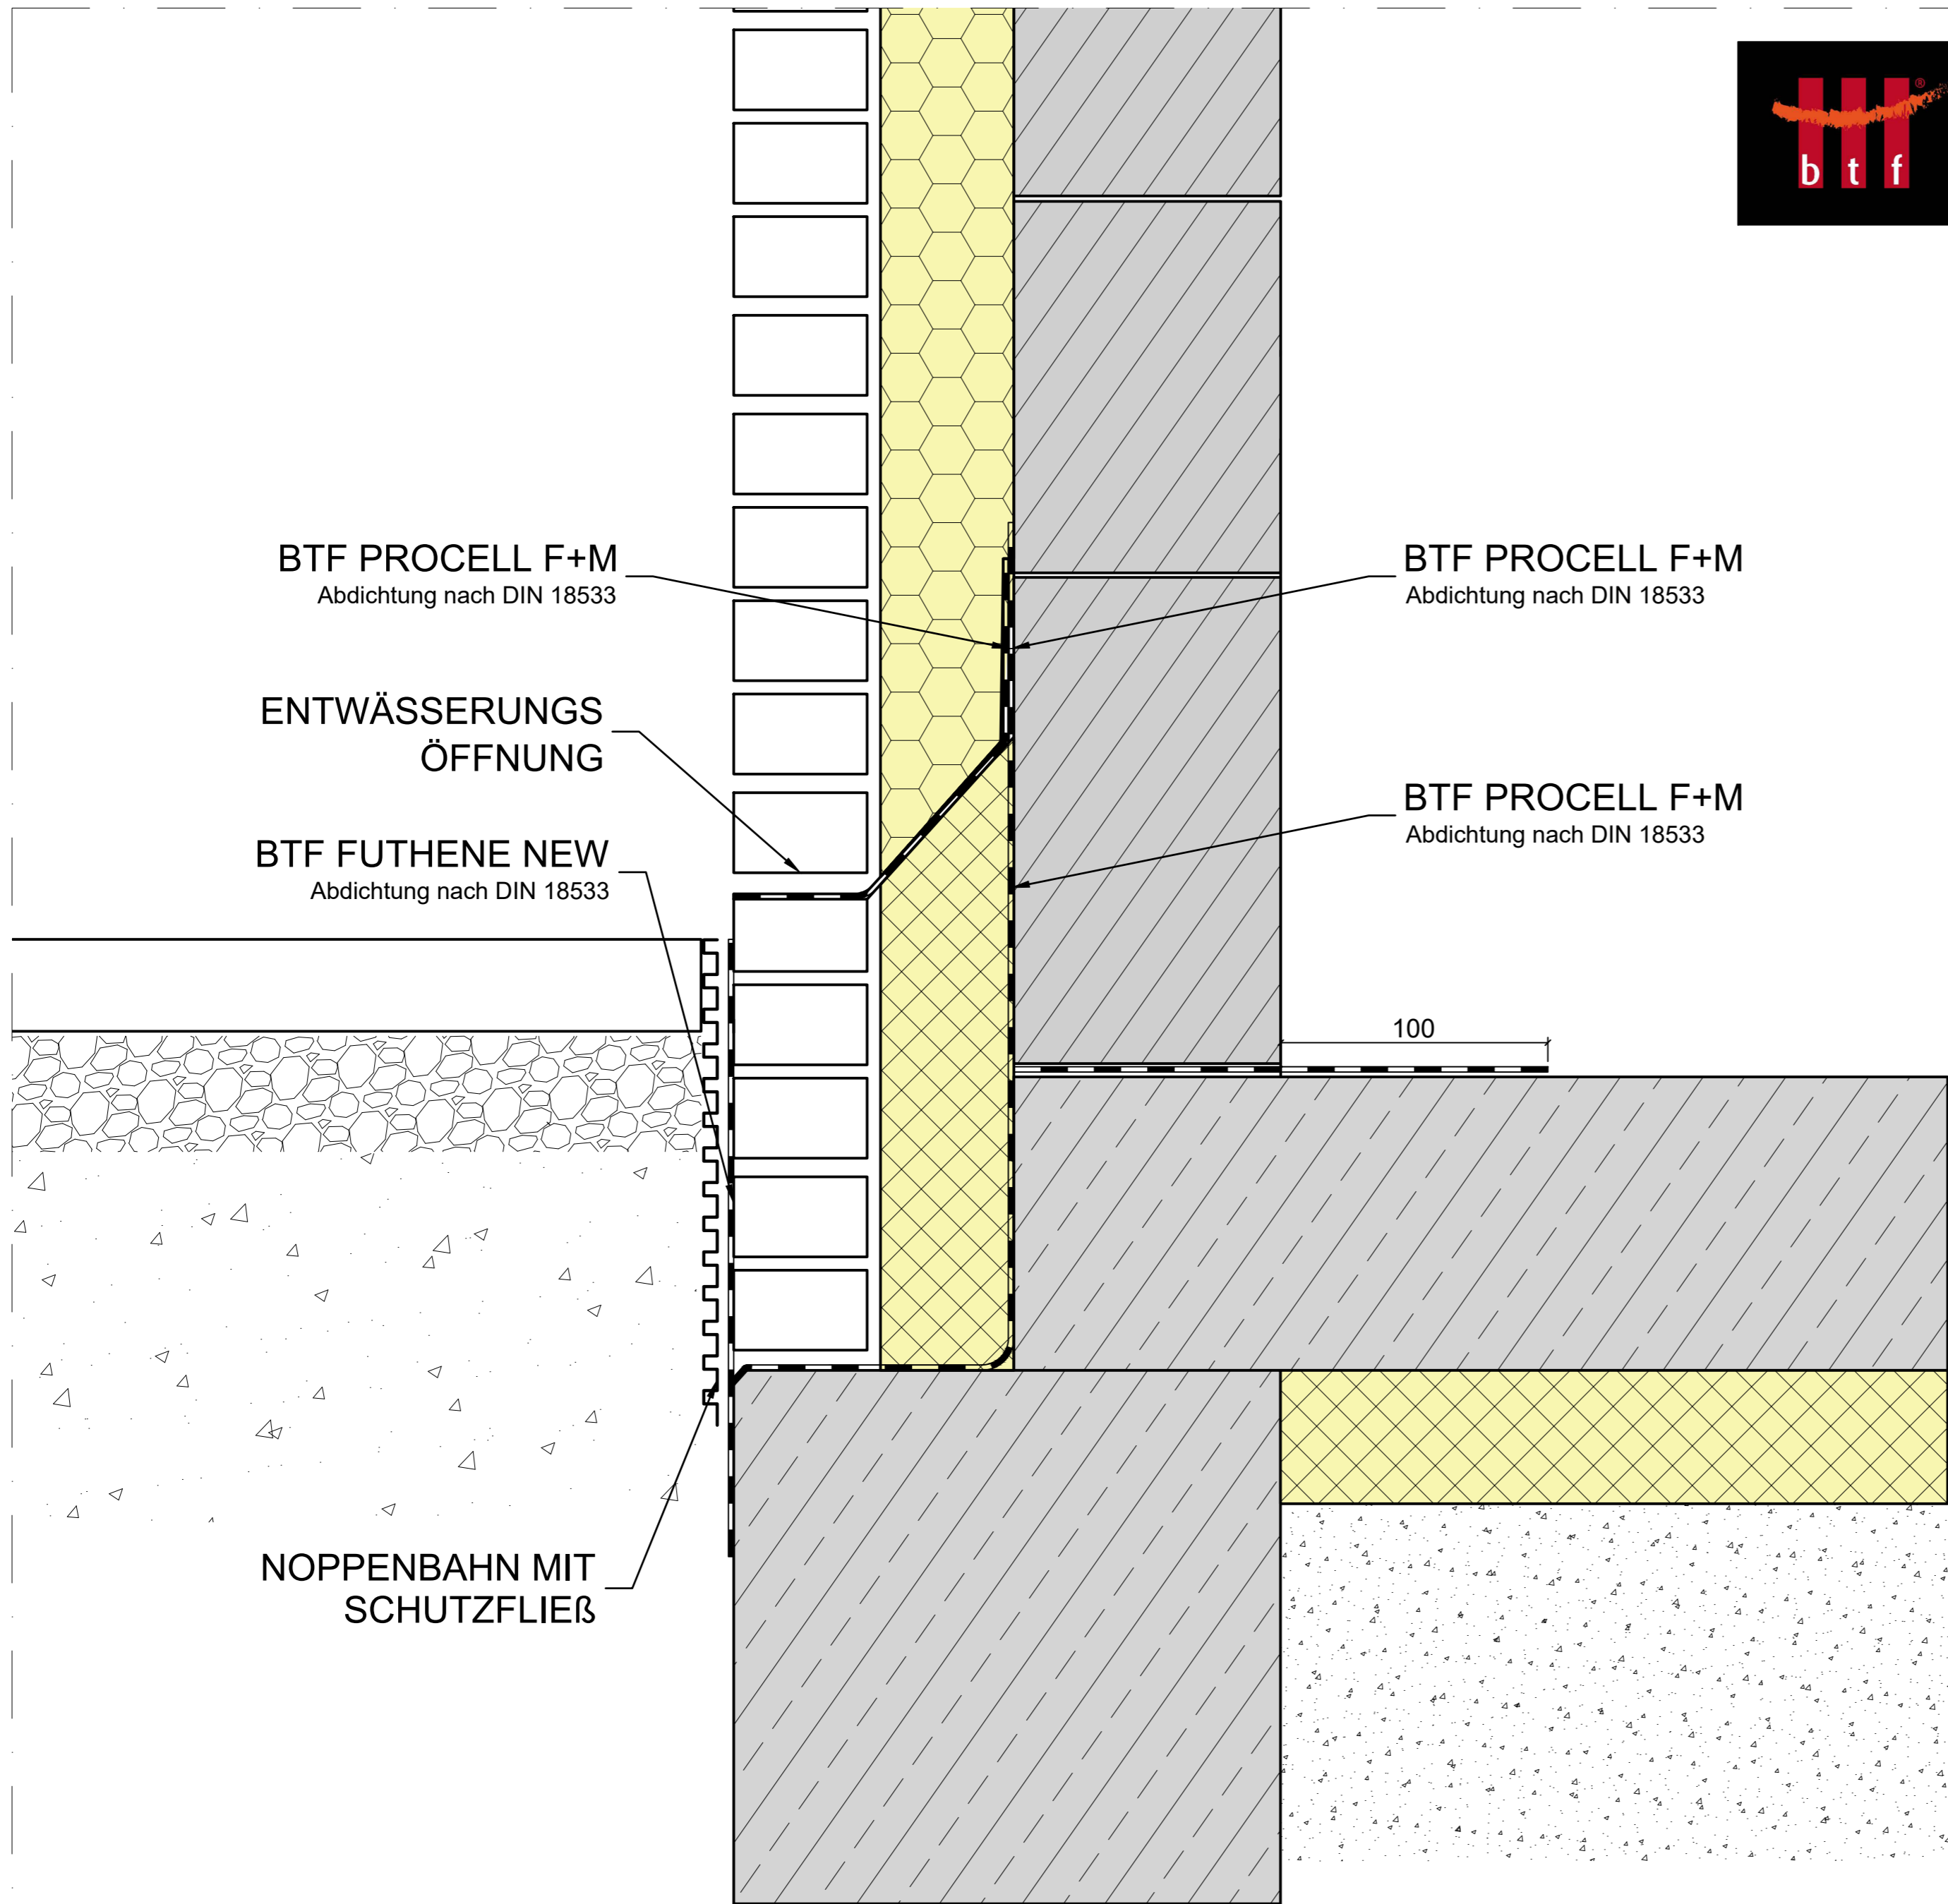 b t f ®
BTF PROCELL F+M
Abdichtung nach DIN 18533
BTF PROCELL F+M
Abdichtung nach DIN 18533
ENTWÄSSERUNGS
ÖFFNUNG
BTF PROCELL F+M
Abdichtung nach DIN 18533
BTF FUTHENE NEW
Abdichtung nach DIN 18533
100
NOPPENBAHN MIT
SCHUTZFLIEß